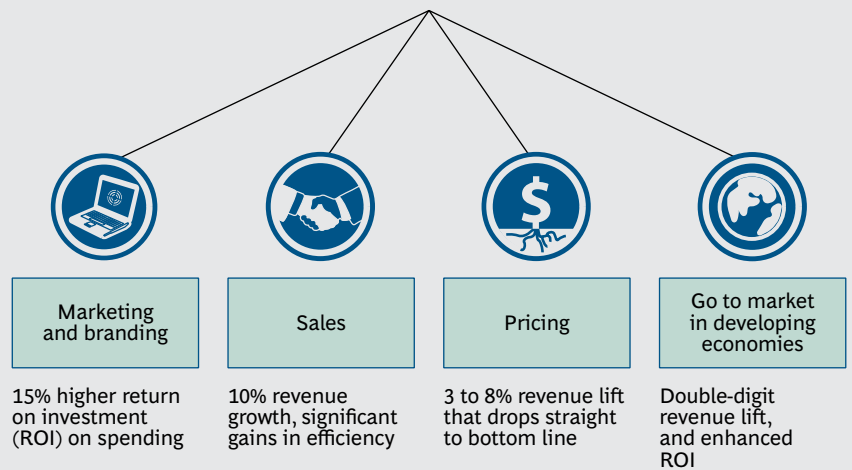 $
Marketing
and branding
15% higher return
on investment
(ROI) on spending
Sales
10% revenue
growth, significant
gains in efficiency
Pricing
3 to 8% revenue lift
that drops straight
to bottom line
Go to market
in developing
economies
Double-digit
revenue lift,
and enhanced
ROI